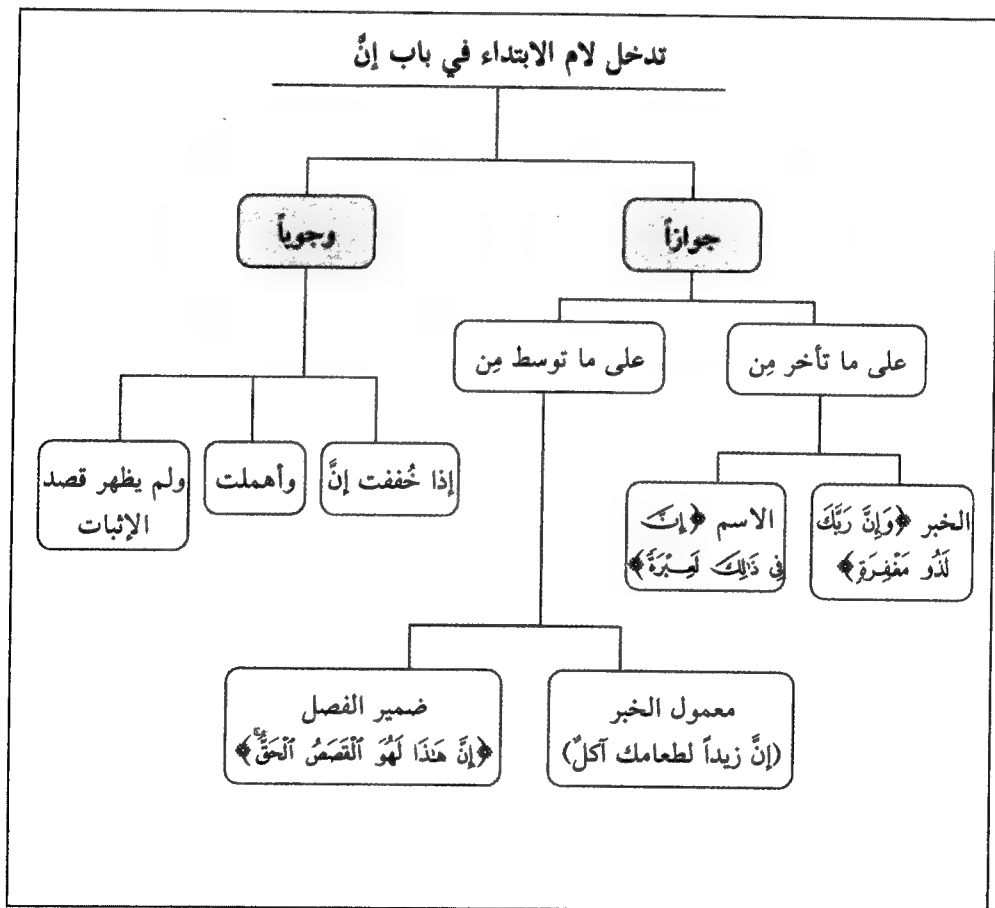 تدخل لام الابتداء في باب إنَّ
جوازاً
وجوباً
على ما تأخر مِن
على ما توسط مِن
الخبر ﴿وَإِنَّ رَبَّكَ
لَذُو مَغْفِرَةٍ﴾
الاسم ﴿إِنَّ
فِي ذَٰلِكَ لَعِبْرَةً﴾
إذا خُففت إنَّ
وأهملت
ولم يظهر قصد
الإثبات
معمول الخبر
(إنَّ زيداً لطعامك آكلٌ)
ضمير الفصل
﴿إِنَّ هَٰذَا لَهُوَ ٱلْقَصَصُ ٱلْحَقُّ ۚ﴾